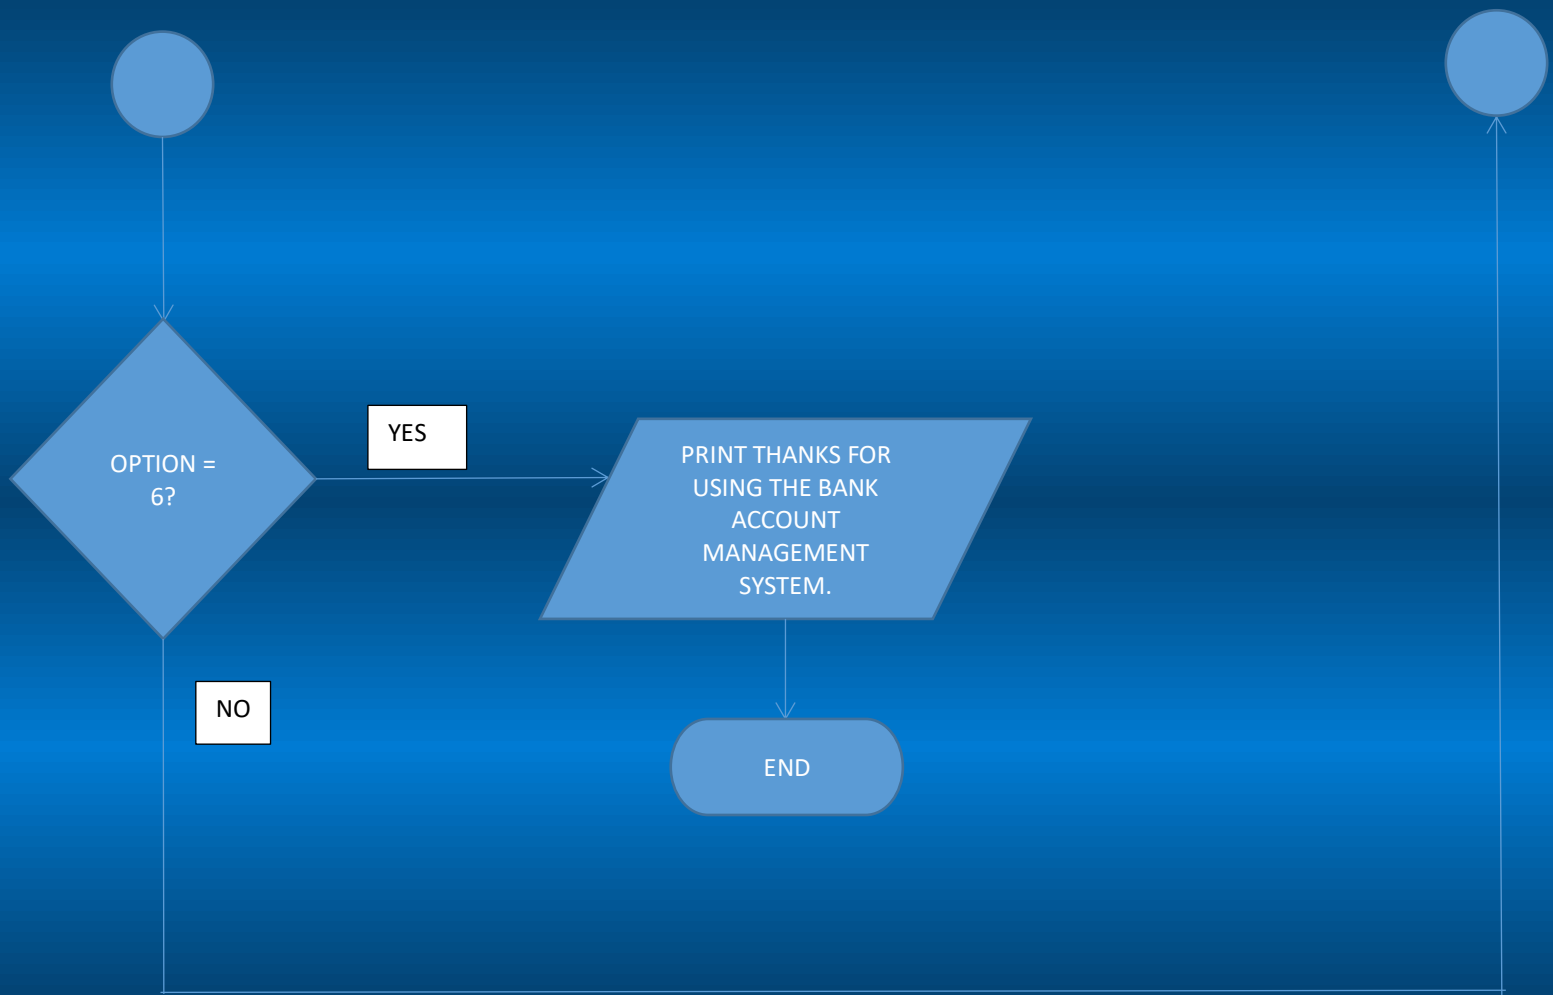 YES
OPTION =
6?
PRINT THANKS FOR
USING THE BANK
ACCOUNT
MANAGEMENT
SYSTEM.
NO
END